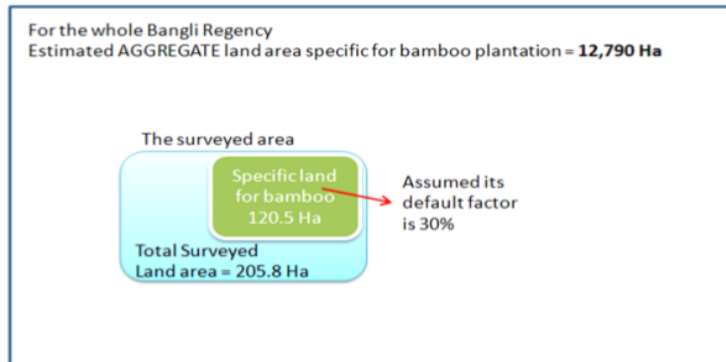 For the whole Bangli Regency
Estimated AGGREGATE land area specific for bamboo plantation = 12,790 Ha
The surveyed area
Specific land
for bamboo
120.5 Ha
Assumed its
default factor
is 30%
Total Surveyed
Land area = 205.8 Ha